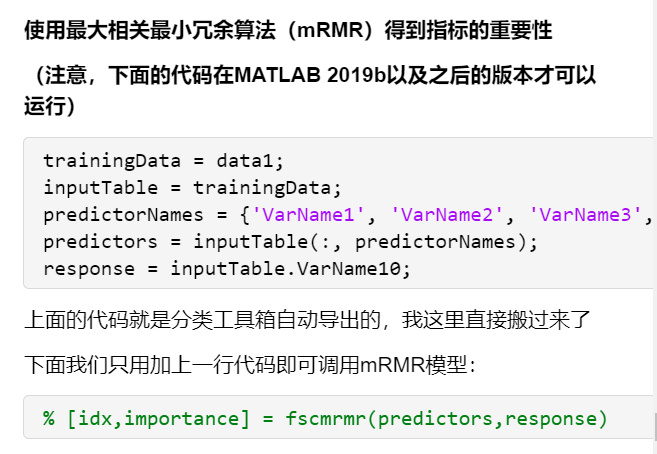 使用最大相关最小冗余算法（mRMR）得到指标的重要性
（注意，下面的代码在MATLAB 2019b以及之后的版本才可以
运行）
trainingData = data1;
inputTable = trainingData;
predictorNames = {'VarName1', 'VarName2', 'VarName3',
predictors = inputTable(:, predictorNames);
response = inputTable.VarName10;
上面的代码就是分类工具箱自动导出的，我这里直接搬过来了
下面我们只用加上一行代码即可调用mRMR模型：
% [idx,importance] = fscmrmr(predictors,response)